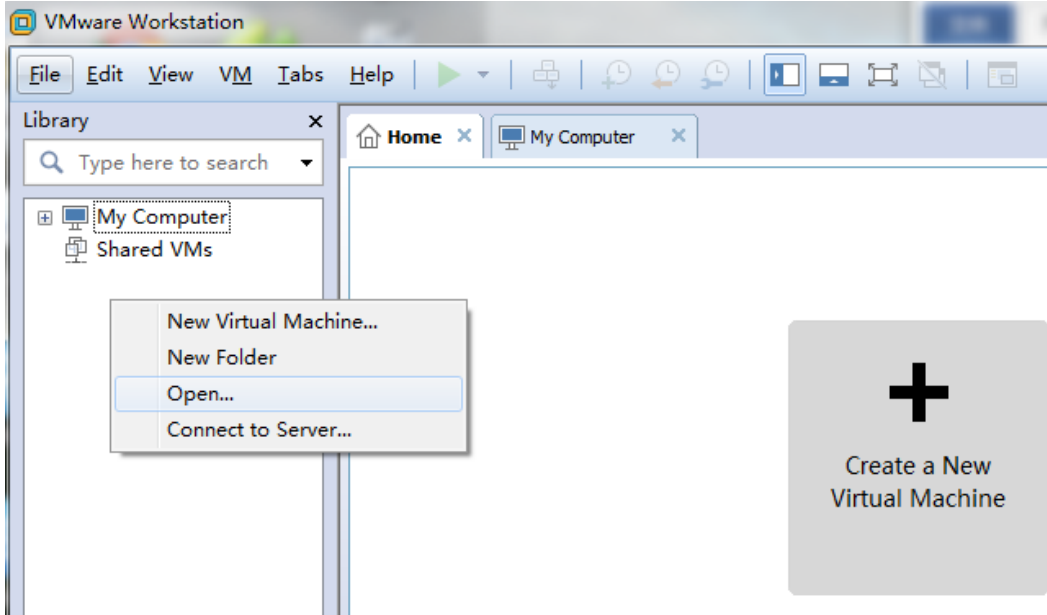 VMware Workstation
File Edit View VM Tabs Help
Library
Home
My Computer
Type here to search
My Computer
Shared VMs
New Virtual Machine...
New Folder
Open...
Connect to Server...
Create a New
Virtual Machine